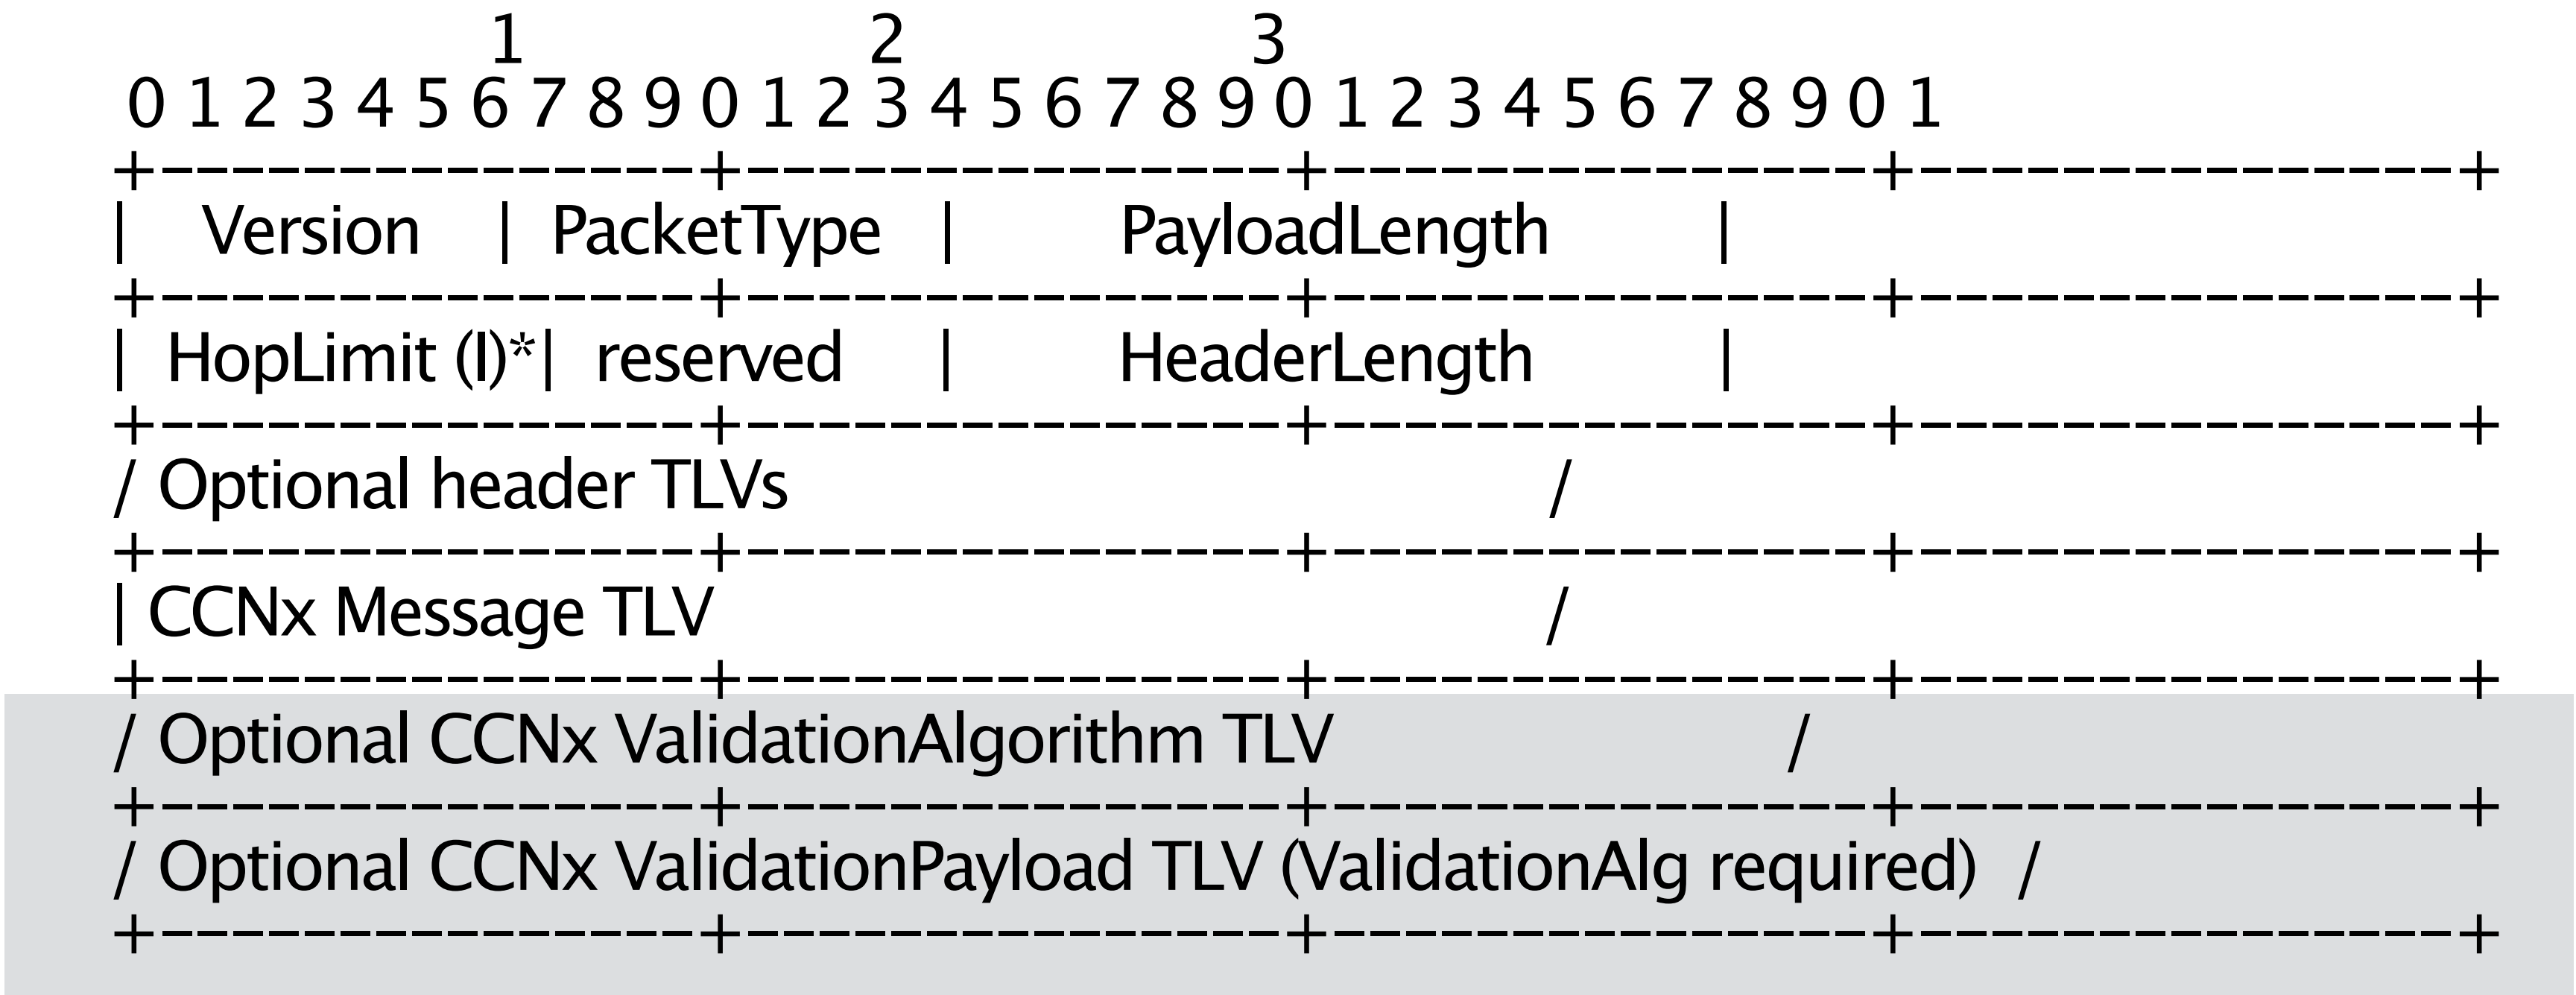 1 2 3
0 1 2 3 4 5 6 7 8 9 0 1 2 3 4 5 6 7 8 9 0 1 2 3 4 5 6 7 8 9 0 1
+---------------+---------------+---------------+---------------+
| Version | PacketType | PayloadLength |
+---------------+---------------+---------------+---------------+
| HopLimit (I)*| reserved | HeaderLength |
+---------------+---------------+---------------+---------------+
/ Optional header TLVs /
+---------------+---------------+---------------+---------------+
| CCNx Message TLV /
+---------------+---------------+---------------+---------------+
/ Optional CCNx ValidationAlgorithm TLV /
+---------------+---------------+---------------+---------------+
/ Optional CCNx ValidationPayload TLV (ValidationAlg required) /
+---------------+---------------+---------------+---------------+